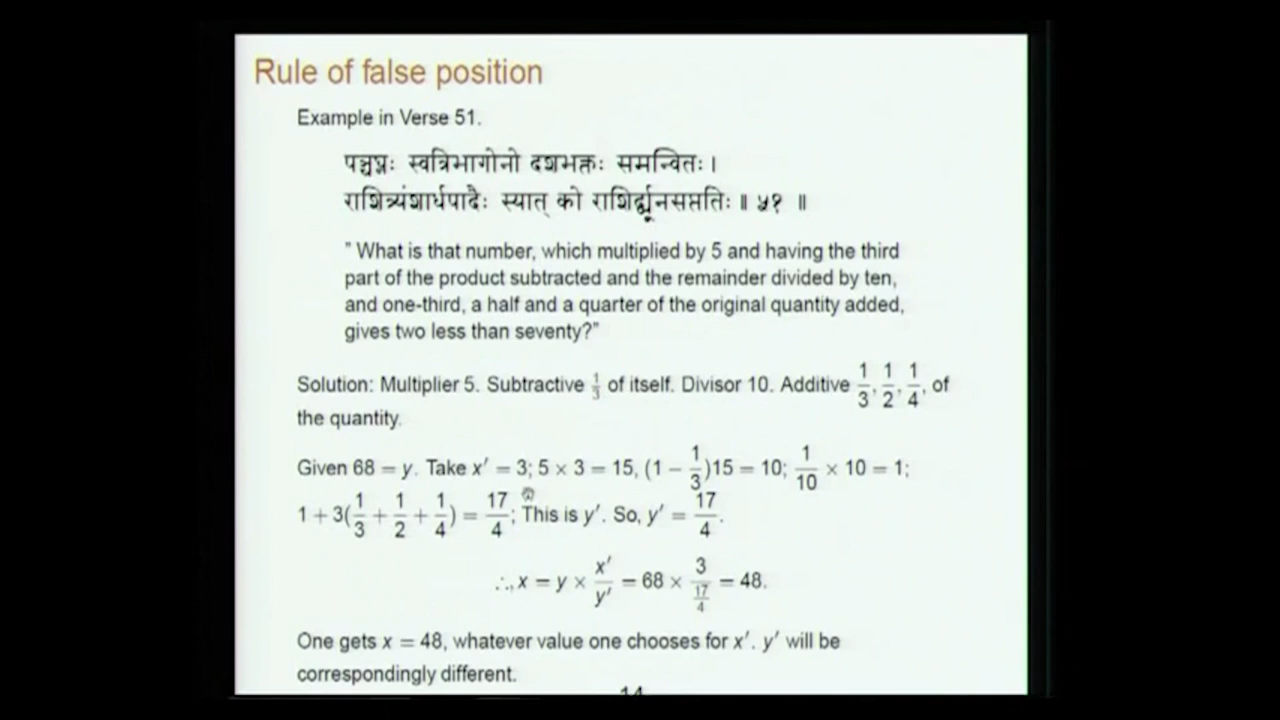 Rule of false position
Example in Verse 51.
पञ्चघ्नः स्वत्रिभागोनो दशभक्तः समन्वितः ।
राशित्र्यंशार्धपादैः स्यात् को राशिर्द्व्यूनसप्ततिः ॥ ५१ ॥
" What is that number, which multiplied by 5 and having the third
part of the product subtracted and the remainder divided by ten,
and one-third, a half and a quarter of the original quantity added,
gives two less than seventy?"
Solution: Multiplier 5. Subtractive 1/3 of itself. Divisor 10. Additive 1/3, 1/2, 1/4, of
the quantity.
Given 68 = y. Take x′ = 3; 5 × 3 = 15, (1 − 1/3)15 = 10; 1/10 × 10 = 1;
1 + 3(1/3 + 1/2 + 1/4) = 17/4; This is y′. So, y′ = 17/4.
∴, x = y × x′/y′ = 68 × 3/(17/4) = 48.
One gets x = 48, whatever value one chooses for x′. y′ will be
correspondingly different.
14